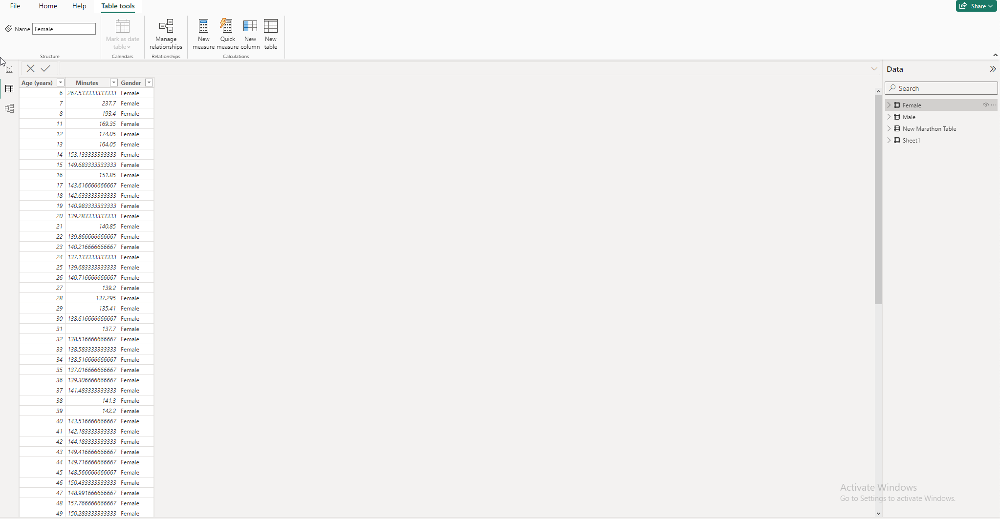 File Home Help Table tools Share
Name Female
Mark as date table
Manage relationships
New measure
Quick measure
New column
New table
Structure Calendars Relationships Calculations
Data
Search
Female
Male
New Marathon Table
Sheet1
Age (years) Minutes Gender
6 267.533333333333 Female
7 237.7 Female
8 193.4 Female
11 169.35 Female
12 174.05 Female
13 164.05 Female
14 153.133333333333 Female
15 149.683333333333 Female
16 151.85 Female
17 143.616666666667 Female
18 142.633333333333 Female
19 140.983333333333 Female
20 139.283333333333 Female
21 140.85 Female
22 139.866666666667 Female
23 140.216666666667 Female
24 137.133333333333 Female
25 139.683333333333 Female
26 140.716666666667 Female
27 139.2 Female
28 137.295 Female
29 135.41 Female
30 138.616666666667 Female
31 137.7 Female
32 138.516666666667 Female
33 138.583333333333 Female
34 138.516666666667 Female
35 137.016666666667 Female
36 139.306666666667 Female
37 141.483333333333 Female
38 141.3 Female
39 142.2 Female
40 143.516666666667 Female
41 142.183333333333 Female
42 144.183333333333 Female
43 149.416666666667 Female
44 149.716666666667 Female
45 148.566666666667 Female
46 150.433333333333 Female
47 148.991666666667 Female
48 157.766666666667 Female
49 150.283333333333 Female
Activate Windows
Go to Settings to activate Windows.